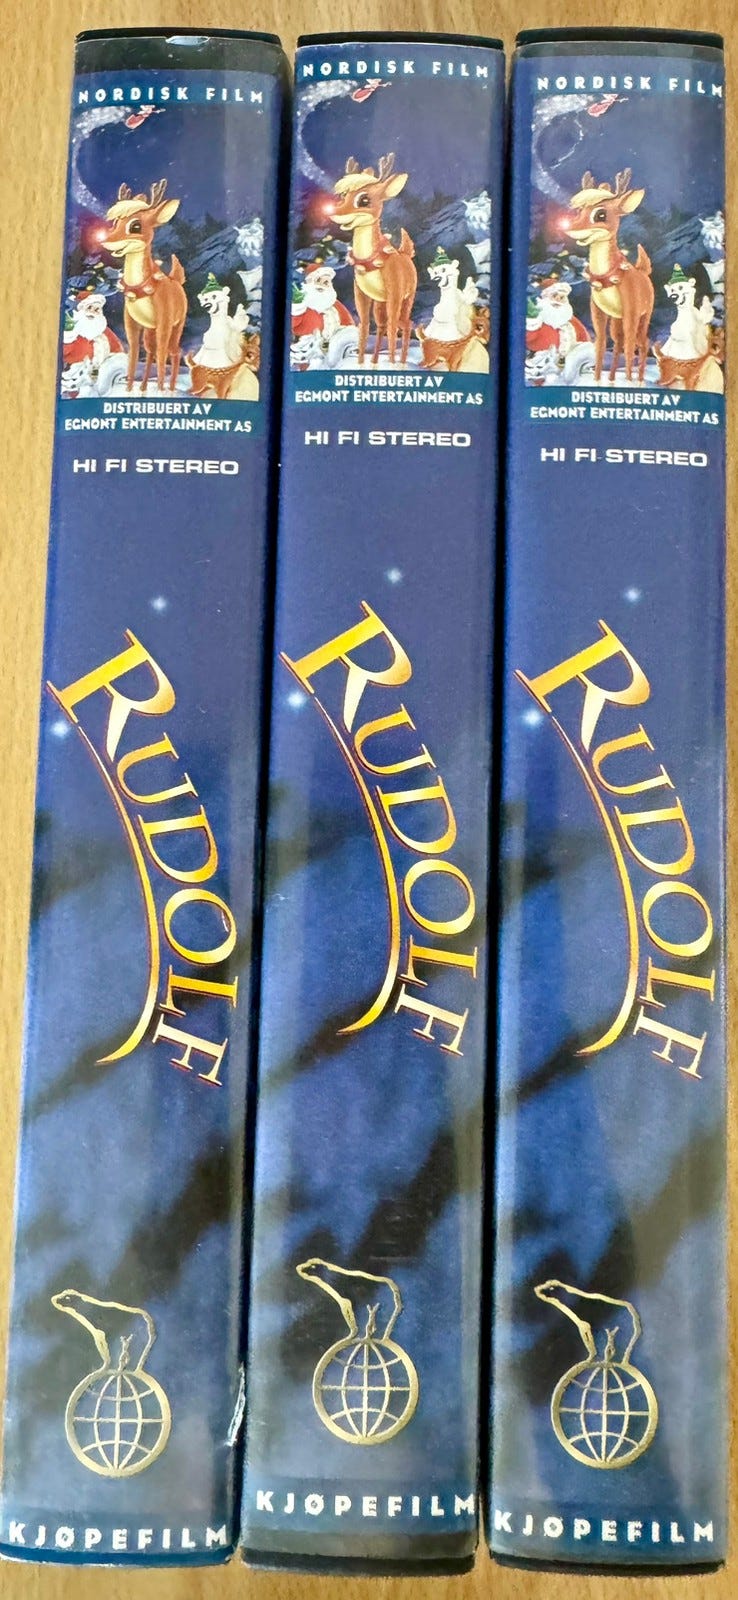 NORDISK FILM
DISTRIBUERT AV
EGMONT ENTERTAINMENT AS
HI FI STEREO
RUDOLF
KJØPEFILM
NORDISK FILM
DISTRIBUERT AV
EGMONT ENTERTAINMENT AS
HI FI STEREO
RUDOLF
KJØPEFILM
NORDISK FILM
DISTRIBUERT AV
EGMONT ENTERTAINMENT AS
HI FI STEREO
RUDOLF
KJØPEFILM